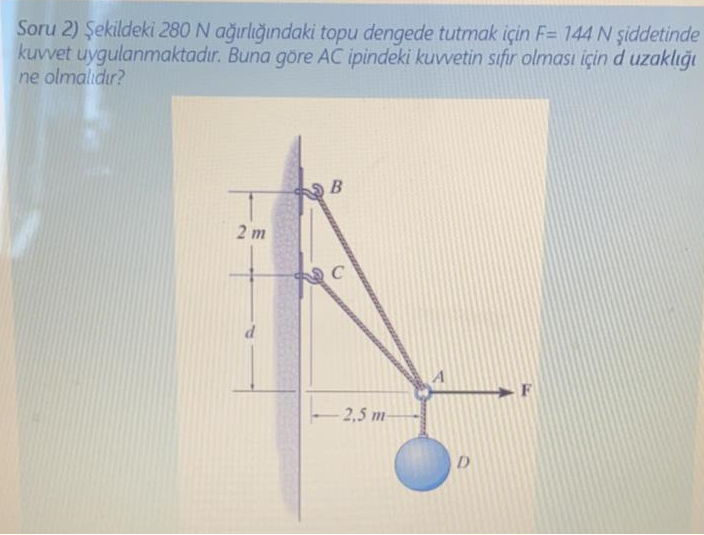 Soru 2) Şekildeki 280 N ağırlığındaki topu dengede tutmak için F= 144 N şiddetinde
kuvvet uygulanmaktadır. Buna göre AC ipindeki kuvvetin sıfır olması için d uzaklığı
ne olmalıdır?
B
2 m
C
d
A
F
2,5 m
D